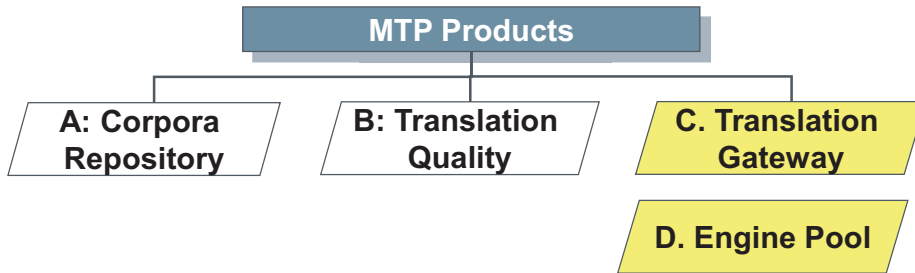 MTP Products
A: Corpora
Repository
B: Translation
Quality
C. Translation
Gateway
D. Engine Pool